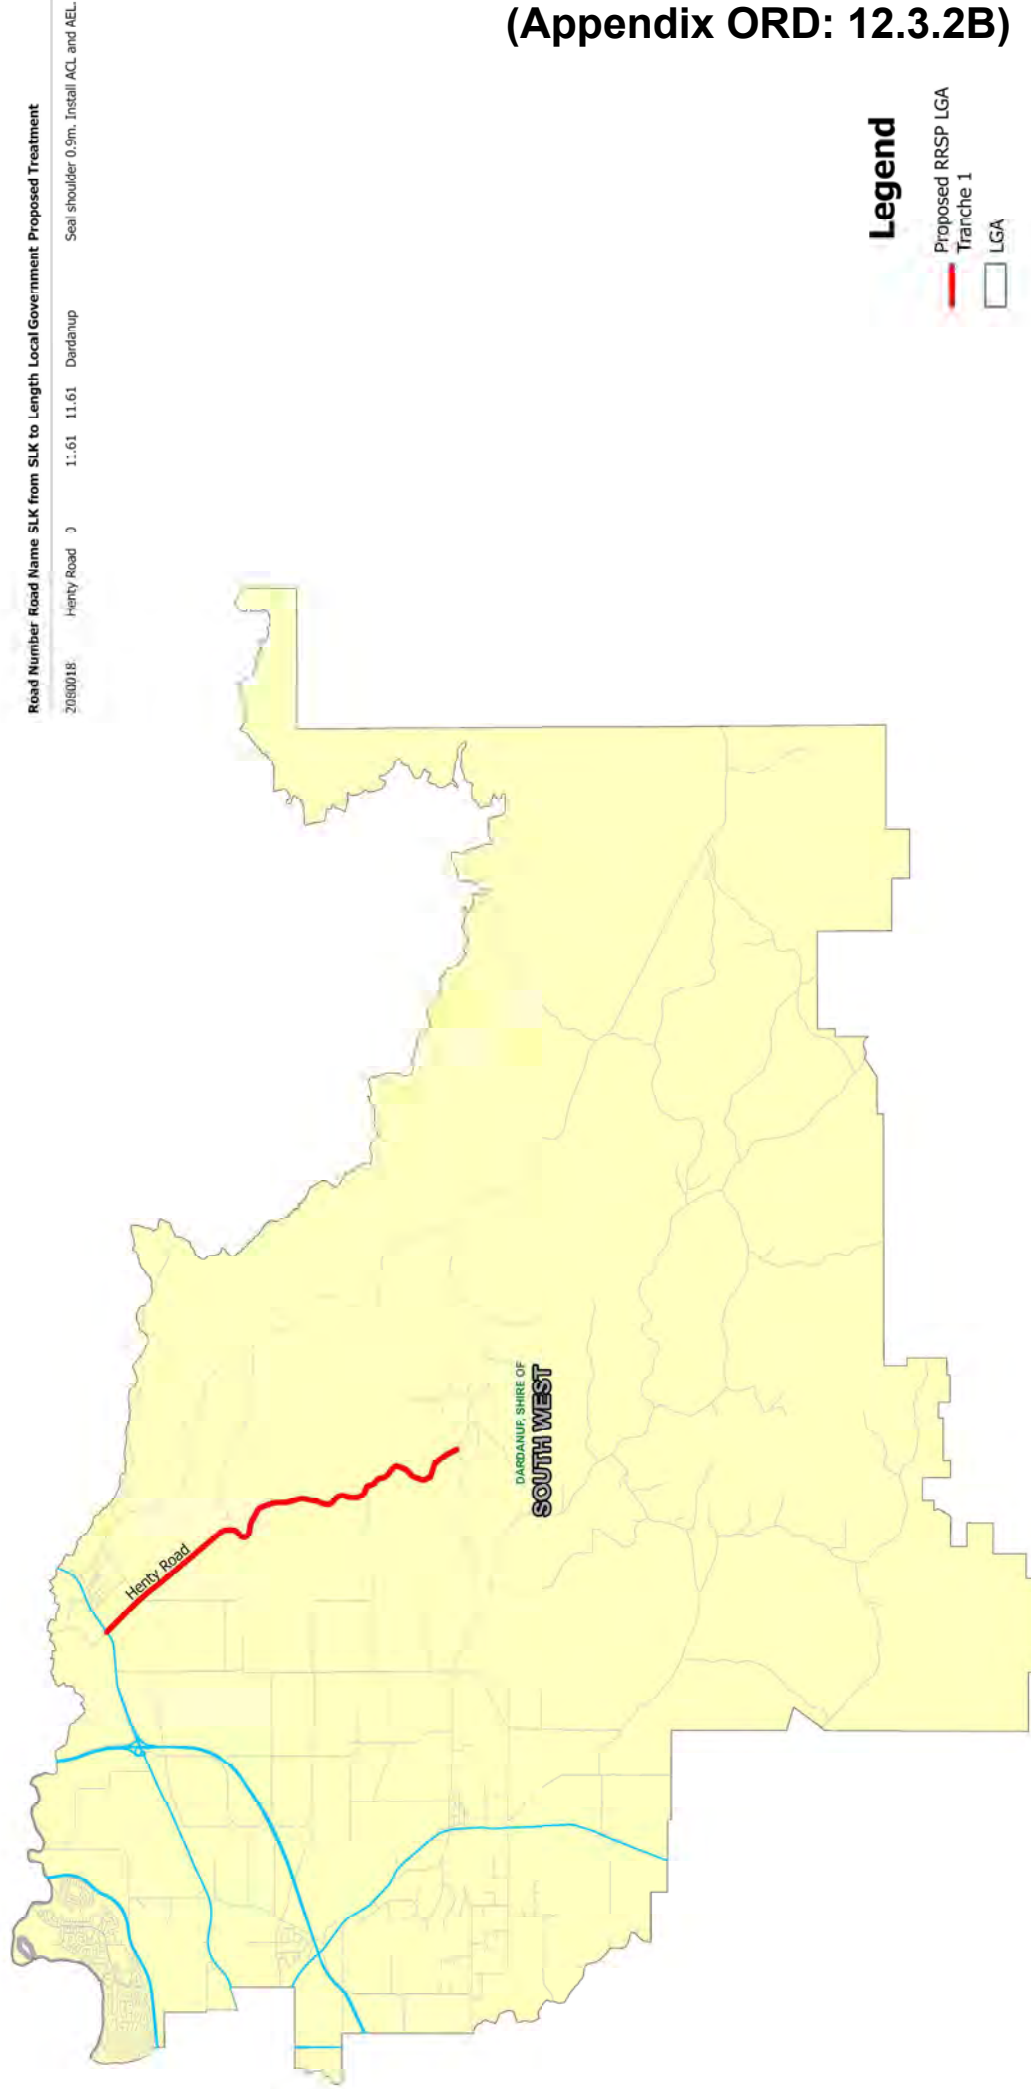 (Appendix ORD: 12.3.2B)
Road Number Road Name SLK from SLK to Length Local Government Proposed Treatment
2080018 Henty Road 0 11.61 11.61 Dardanup Seal shoulder 0.9m. Install ACL and AEL.
Henty Road
DARDANUP, SHIRE OF
SOUTH WEST
Legend
Proposed RRSP LGA
Tranche 1
LGA